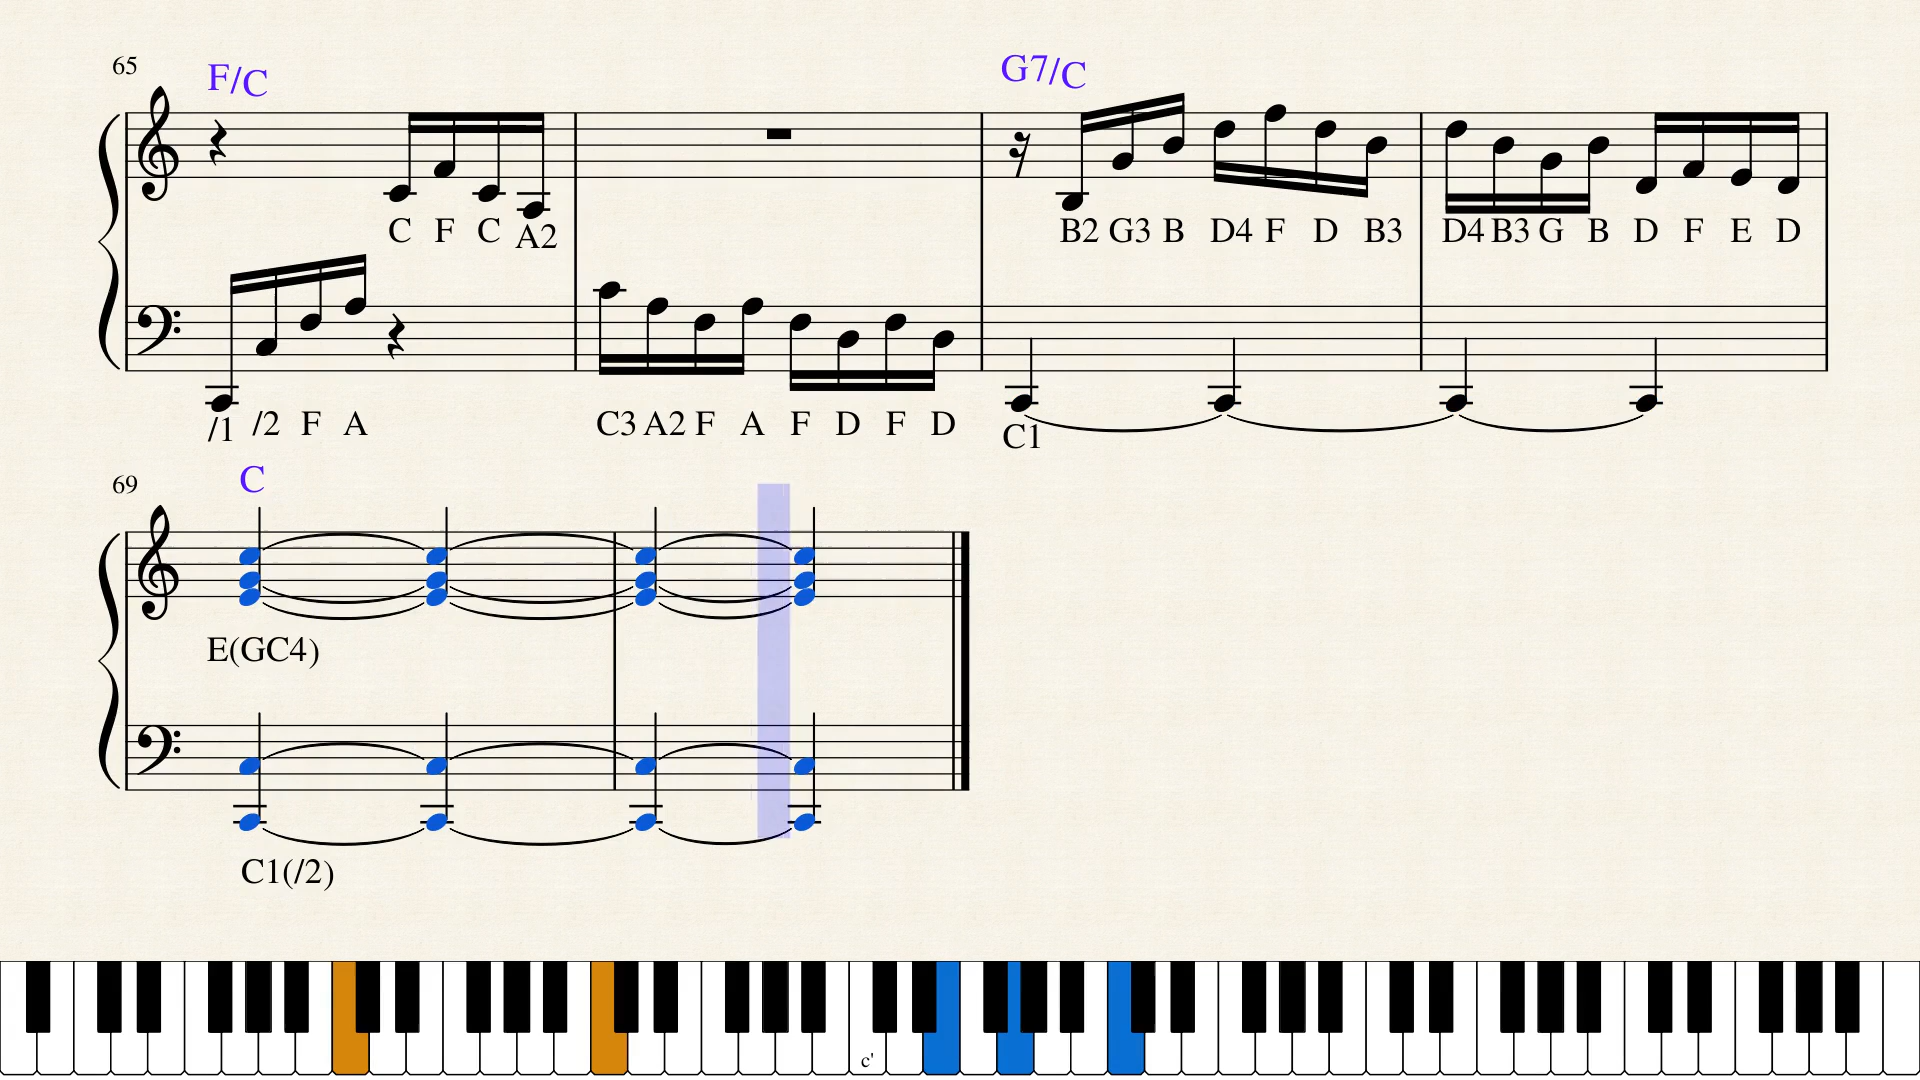 65 F/C G7/C
C F C A2 B2 G3 B D4 F D B3 D4 B3 G B D F E D
/1 /2 F A C3 A2 F A F D F D C1
69 C
E(GC4)
C1(/2)
c'